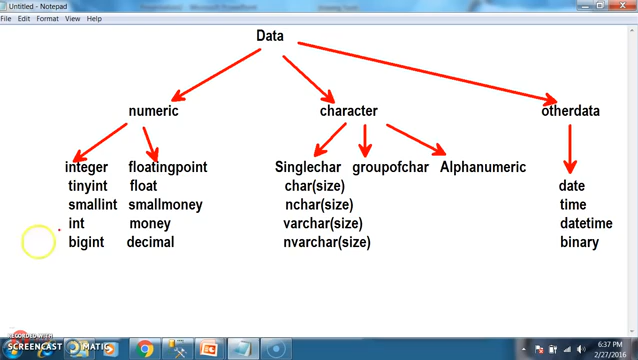 Untitled - Notepad
File Edit Format View Help
Data
numeric character otherdata
integer floatingpoint Singlechar groupofchar Alphanumeric
tinyint float char(size) date
smallint smallmoney nchar(size) time
int money varchar(size) datetime
bigint decimal nvarchar(size) binary
RECORDED WITH
SCREENCAST MATIC
6:37 PM
2/27/2016